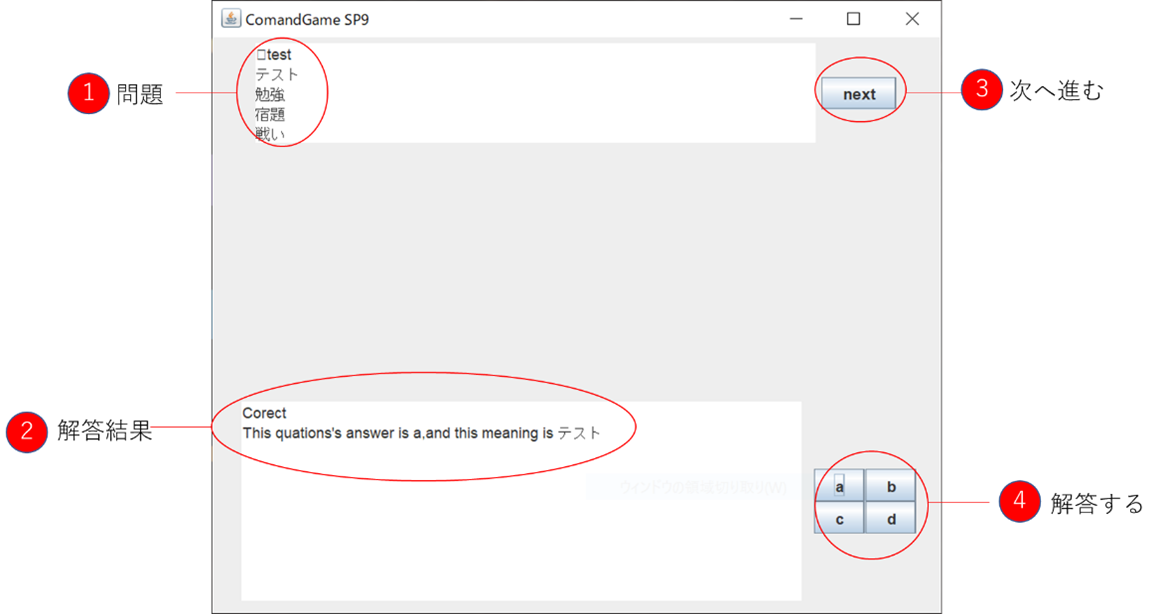 ComandGame SP9
□test
テスト
勉強
宿題
戦い
next
1 問題
3 次へ進む
2 解答結果
Corect
This quations's answer is a,and this meaning is テスト
ウィンドウの領域切り取り(W)
a b
c d
4 解答する